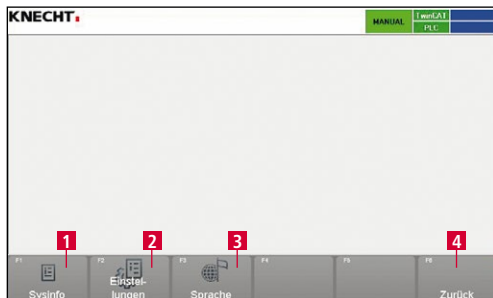 KNECHT
MANUAL
TwinCAT
PLC
1
2
3
4
F1
F2
F3
F4
F5
F6
Sysinfo
Einstel-
lungen
Sprache
Zurück